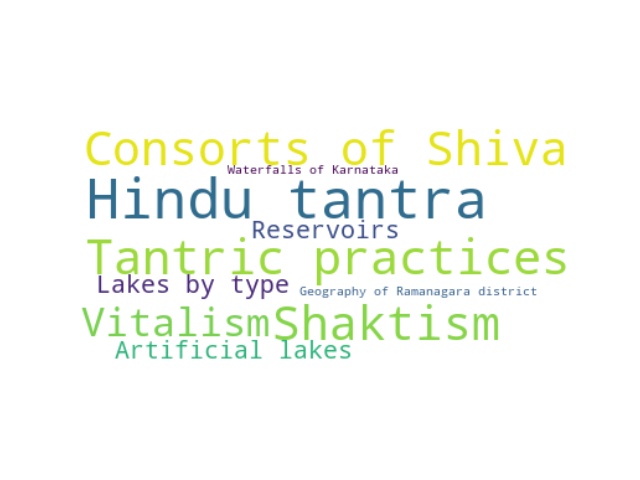 Consorts of Shiva
Waterfalls of Karnataka
Hindu tantra
Reservoirs
Tantric practices
Lakes by type
Geography of Ramanagara district
Vitalism
Shaktism
Artificial lakes